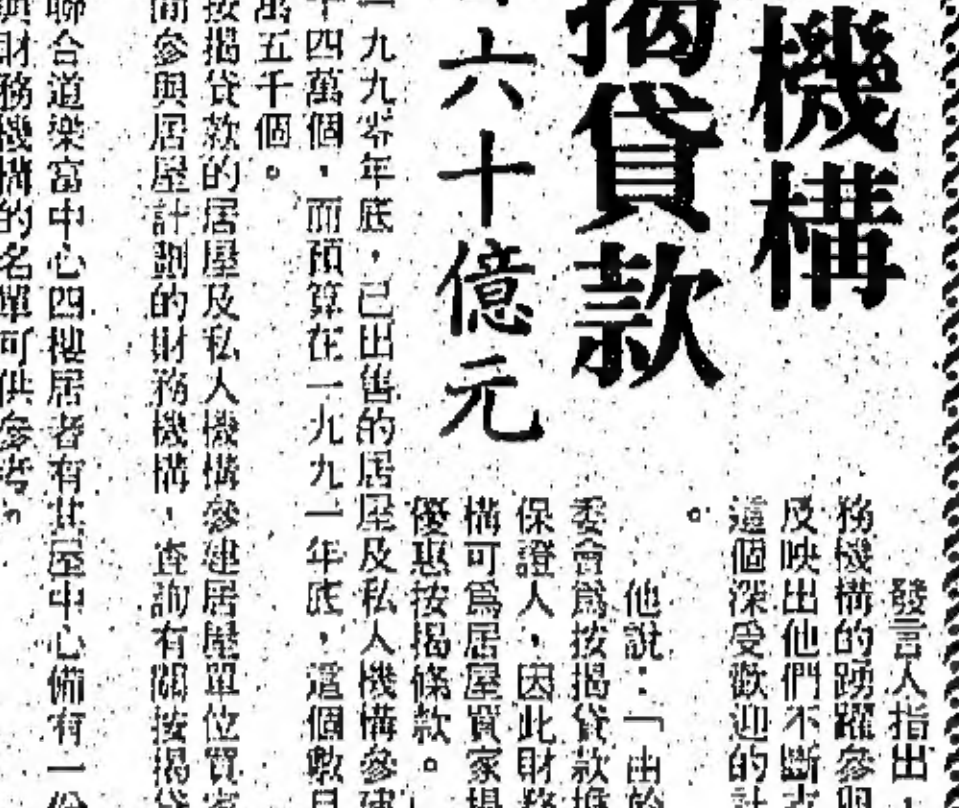 機構
揭貸款
六十億元
發言人指出，
務機構的踴躍參與
反映出他們不斷支
這個深受歡迎的計
。
他說：「由於
委會為按揭貸款擔
保證人，因此財務
構可為居屋買家提
優惠按揭條款。」
一九九零年底，已出售的居屋及私人機構參建
十四萬個，而預算在一九九一年底，這個數目
萬五千個。
按揭貸款的居屋及私人機構參建居屋單位買家
間參與居屋計劃的財務機構，查詢有關按揭貸
聯合道樂富中心四樓居者有其屋中心備有一份
與財務機構的名單可供參考。